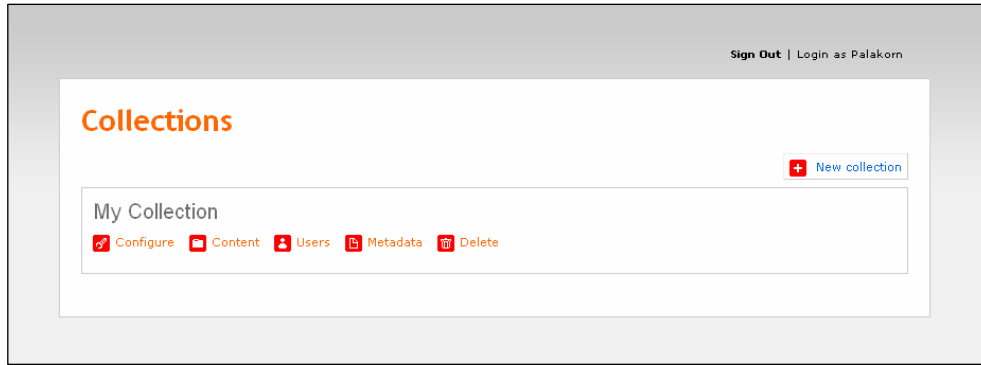 Sign Out | Login as Palakorn
Collections
New collection
My Collection
Configure Content Users Metadata Delete